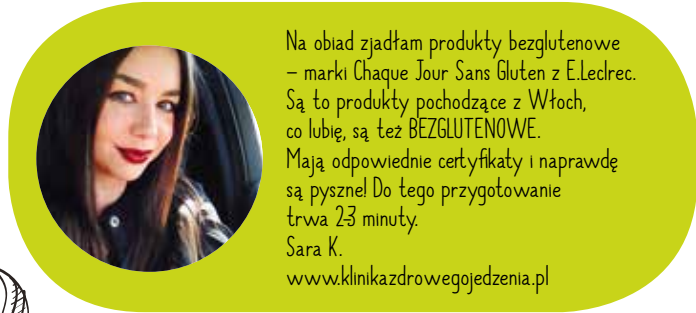 Na obiad zjadłam produkty bezglutenowe
– marki Chaque Jour Sans Gluten z E.Leclrec.
Są to produkty pochodzące z Włoch,
co lubię, są też BEZGLUTENOWE.
Mają odpowiednie certyfikaty i naprawdę
są pyszne! Do tego przygotowanie
trwa 2-3 minuty.
Sara K.
www.klinikazdrowegojedzenia.pl